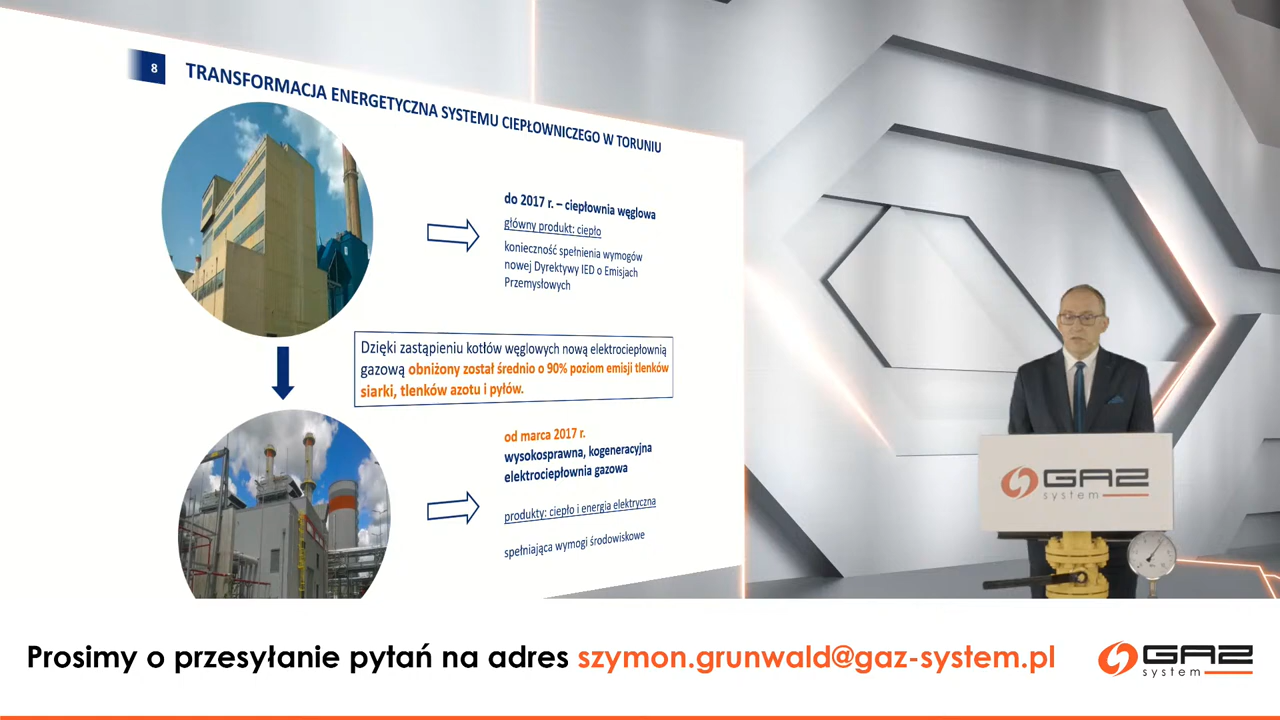 8
TRANSFORMACJA ENERGETYCZNA SYSTEMU CIEPŁOWNICZEGO W TORUNIU
do 2017 r. – ciepłownia węglowa
główny produkt: ciepło
konieczność spełnienia wymogów
nowej Dyrektywy IED o Emisjach
Przemysłowych
Dzięki zastąpieniu kotłów węglowych nową elektrociepłownią
gazową obniżony został średnio o 90% poziom emisji tlenków
siarki, tlenków azotu i pyłów.
od marca 2017 r.
wysokosprawna, kogeneracyjna
elektrociepłownia gazowa
produkty: ciepło i energia elektryczna
spełniająca wymogi środowiskowe
GAZ
system
Prosimy o przesyłanie pytań na adres szymon.grunwald@gaz-system.pl
GAZ
system